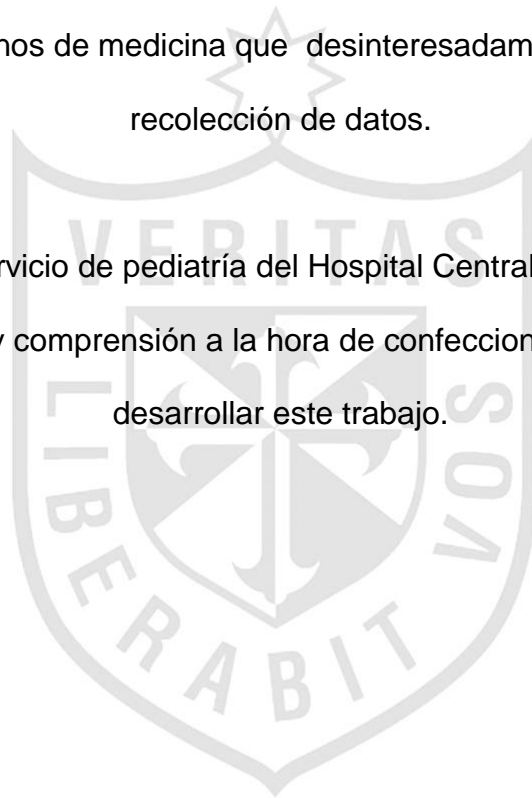 nos de medicina que desinteresadam
recolección de datos.
VERITAS
rvicio de pediatría del Hospital Central
y comprensión a la hora de confeccion
desarrollar este trabajo.
LIBERABIT VOS